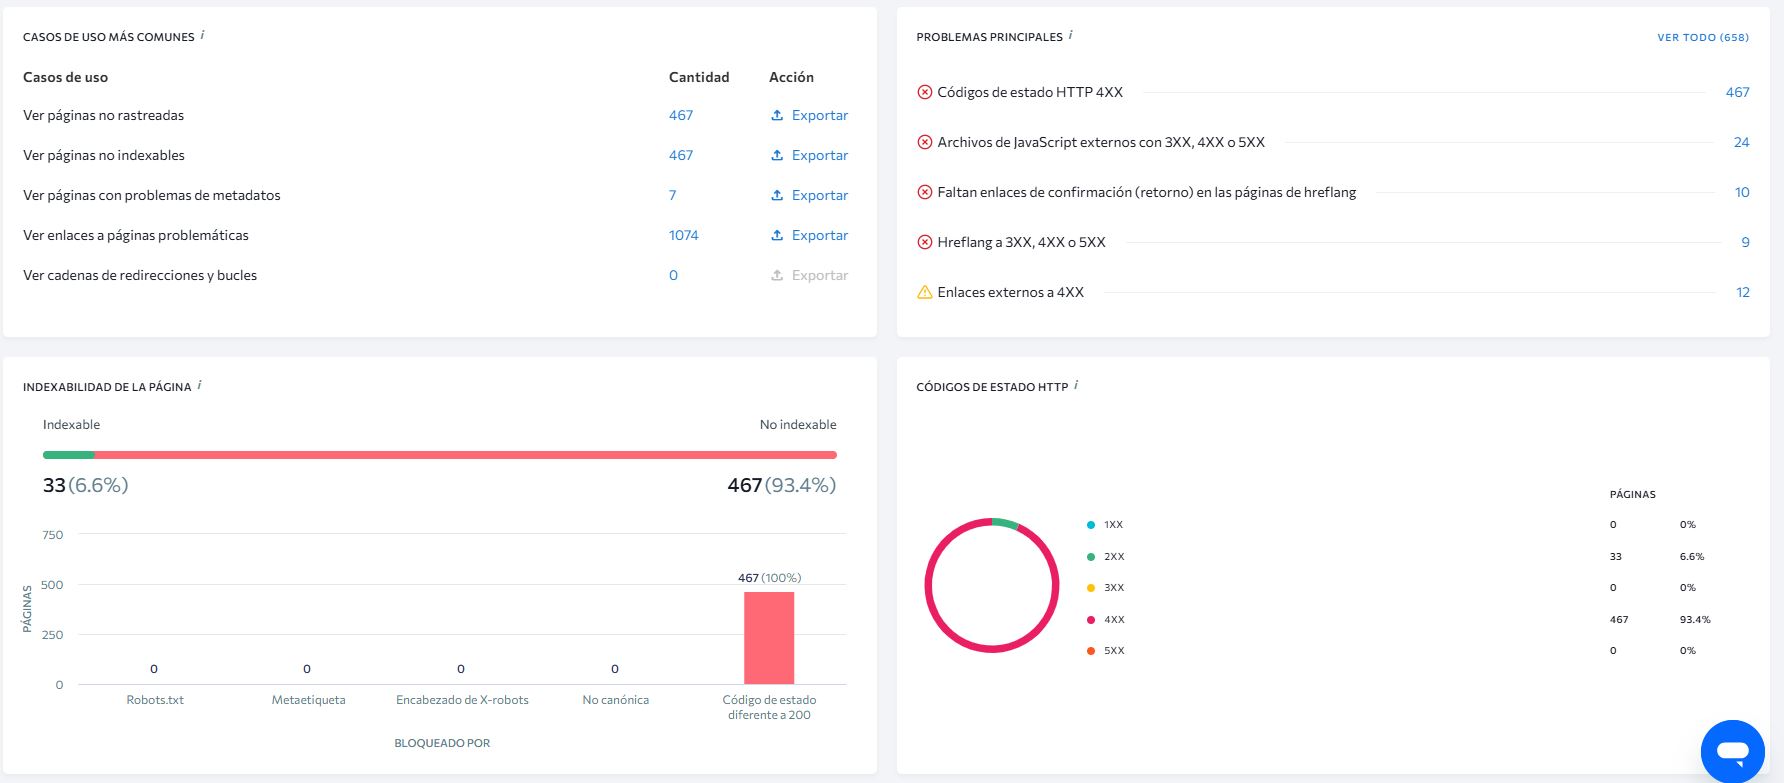 CASOS DE USO MÁS COMUNES i
Casos de uso Cantidad Acción
Ver páginas no rastreadas 467 Exportar
Ver páginas no indexables 467 Exportar
Ver páginas con problemas de metadatos 7 Exportar
Ver enlaces a páginas problemáticas 1074 Exportar
Ver cadenas de redirecciones y bucles 0 Exportar
PROBLEMAS PRINCIPALES i VER TODO (658)
Códigos de estado HTTP 4XX 467
Archivos de JavaScript externos con 3XX, 4XX o 5XX 24
Faltan enlaces de confirmación (retorno) en las páginas de hreflang 10
Hreflang a 3XX, 4XX o 5XX 9
Enlaces externos a 4XX 12
INDEXABILIDAD DE LA PÁGINA i
Indexable No indexable
33 (6.6%) 467 (93.4%)
PÁGINAS
750
500
250
0
467 (100%)
0 0 0 0
Robots.txt Metaetiqueta Encabezado de X-robots No canónica Código de estado
diferente a 200
BLOQUEADO POR
CÓDIGOS DE ESTADO HTTP i
PÁGINAS
1XX 0 0%
2XX 33 6.6%
3XX 0 0%
4XX 467 93.4%
5XX 0 0%